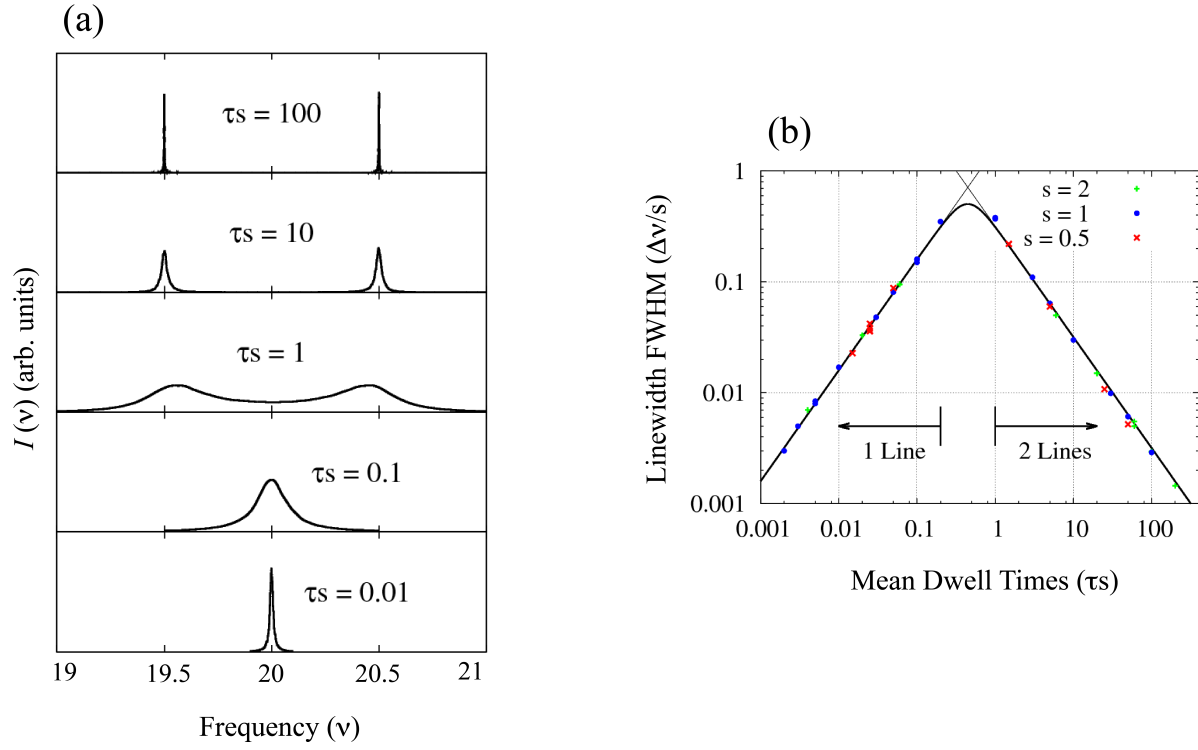 (a)
τs = 100
τs = 10
τs = 1
τs = 0.1
τs = 0.01
I (ν) (arb. units)
19 19.5 20 20.5 21
Frequency (ν)
(b)
Linewidth FWHM (Δν/s)
1
0.1
0.01
0.001
s = 2
s = 1
s = 0.5
1 Line
2 Lines
0.001 0.01 0.1 1 10 100
Mean Dwell Times (τs)